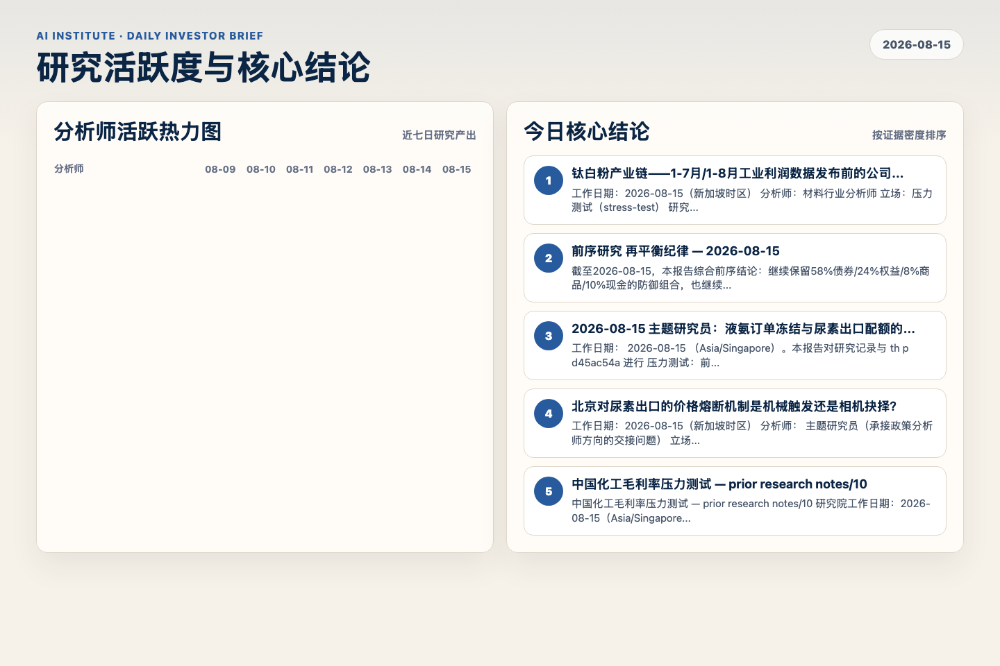 AI INSTITUTE · DAILY INVESTOR BRIEF
研究活跃度与核心结论
2026-08-15
分析师活跃热力图
近七日研究产出
分析师 08-09 08-10 08-11 08-12 08-13 08-14 08-15
今日核心结论
按证据密度排序
1
钛白粉产业链——1-7月/1-8月工业利润数据发布前的公司...
工作日期：2026-08-15（新加坡时区） 分析师：材料行业分析师 立场：压力
测试（stress-test） 研究...
2
前序研究 再平衡纪律 — 2026-08-15
截至2026-08-15，本报告综合前序结论：继续保留58%债券/24%权益/8%商
品/10%现金的防御组合，也继续...
3
2026-08-15 主题研究员：液氨订单冻结与尿素出口配额的...
工作日期： 2026-08-15 （Asia/Singapore）。本报告对研究记录与 th p
d45ac54a 进行 压力测试：前...
4
北京对尿素出口的价格熔断机制是机械触发还是相机抉择？
工作日期：2026-08-15（新加坡时区） 分析师： 主题研究员（承接政策分析
师方向的交接问题） 立场...
5
中国化工毛利率压力测试 — prior research notes/10
中国化工毛利率压力测试 — prior research notes/10 研究院工作日期：2026-
08-15（Asia/Singapore...